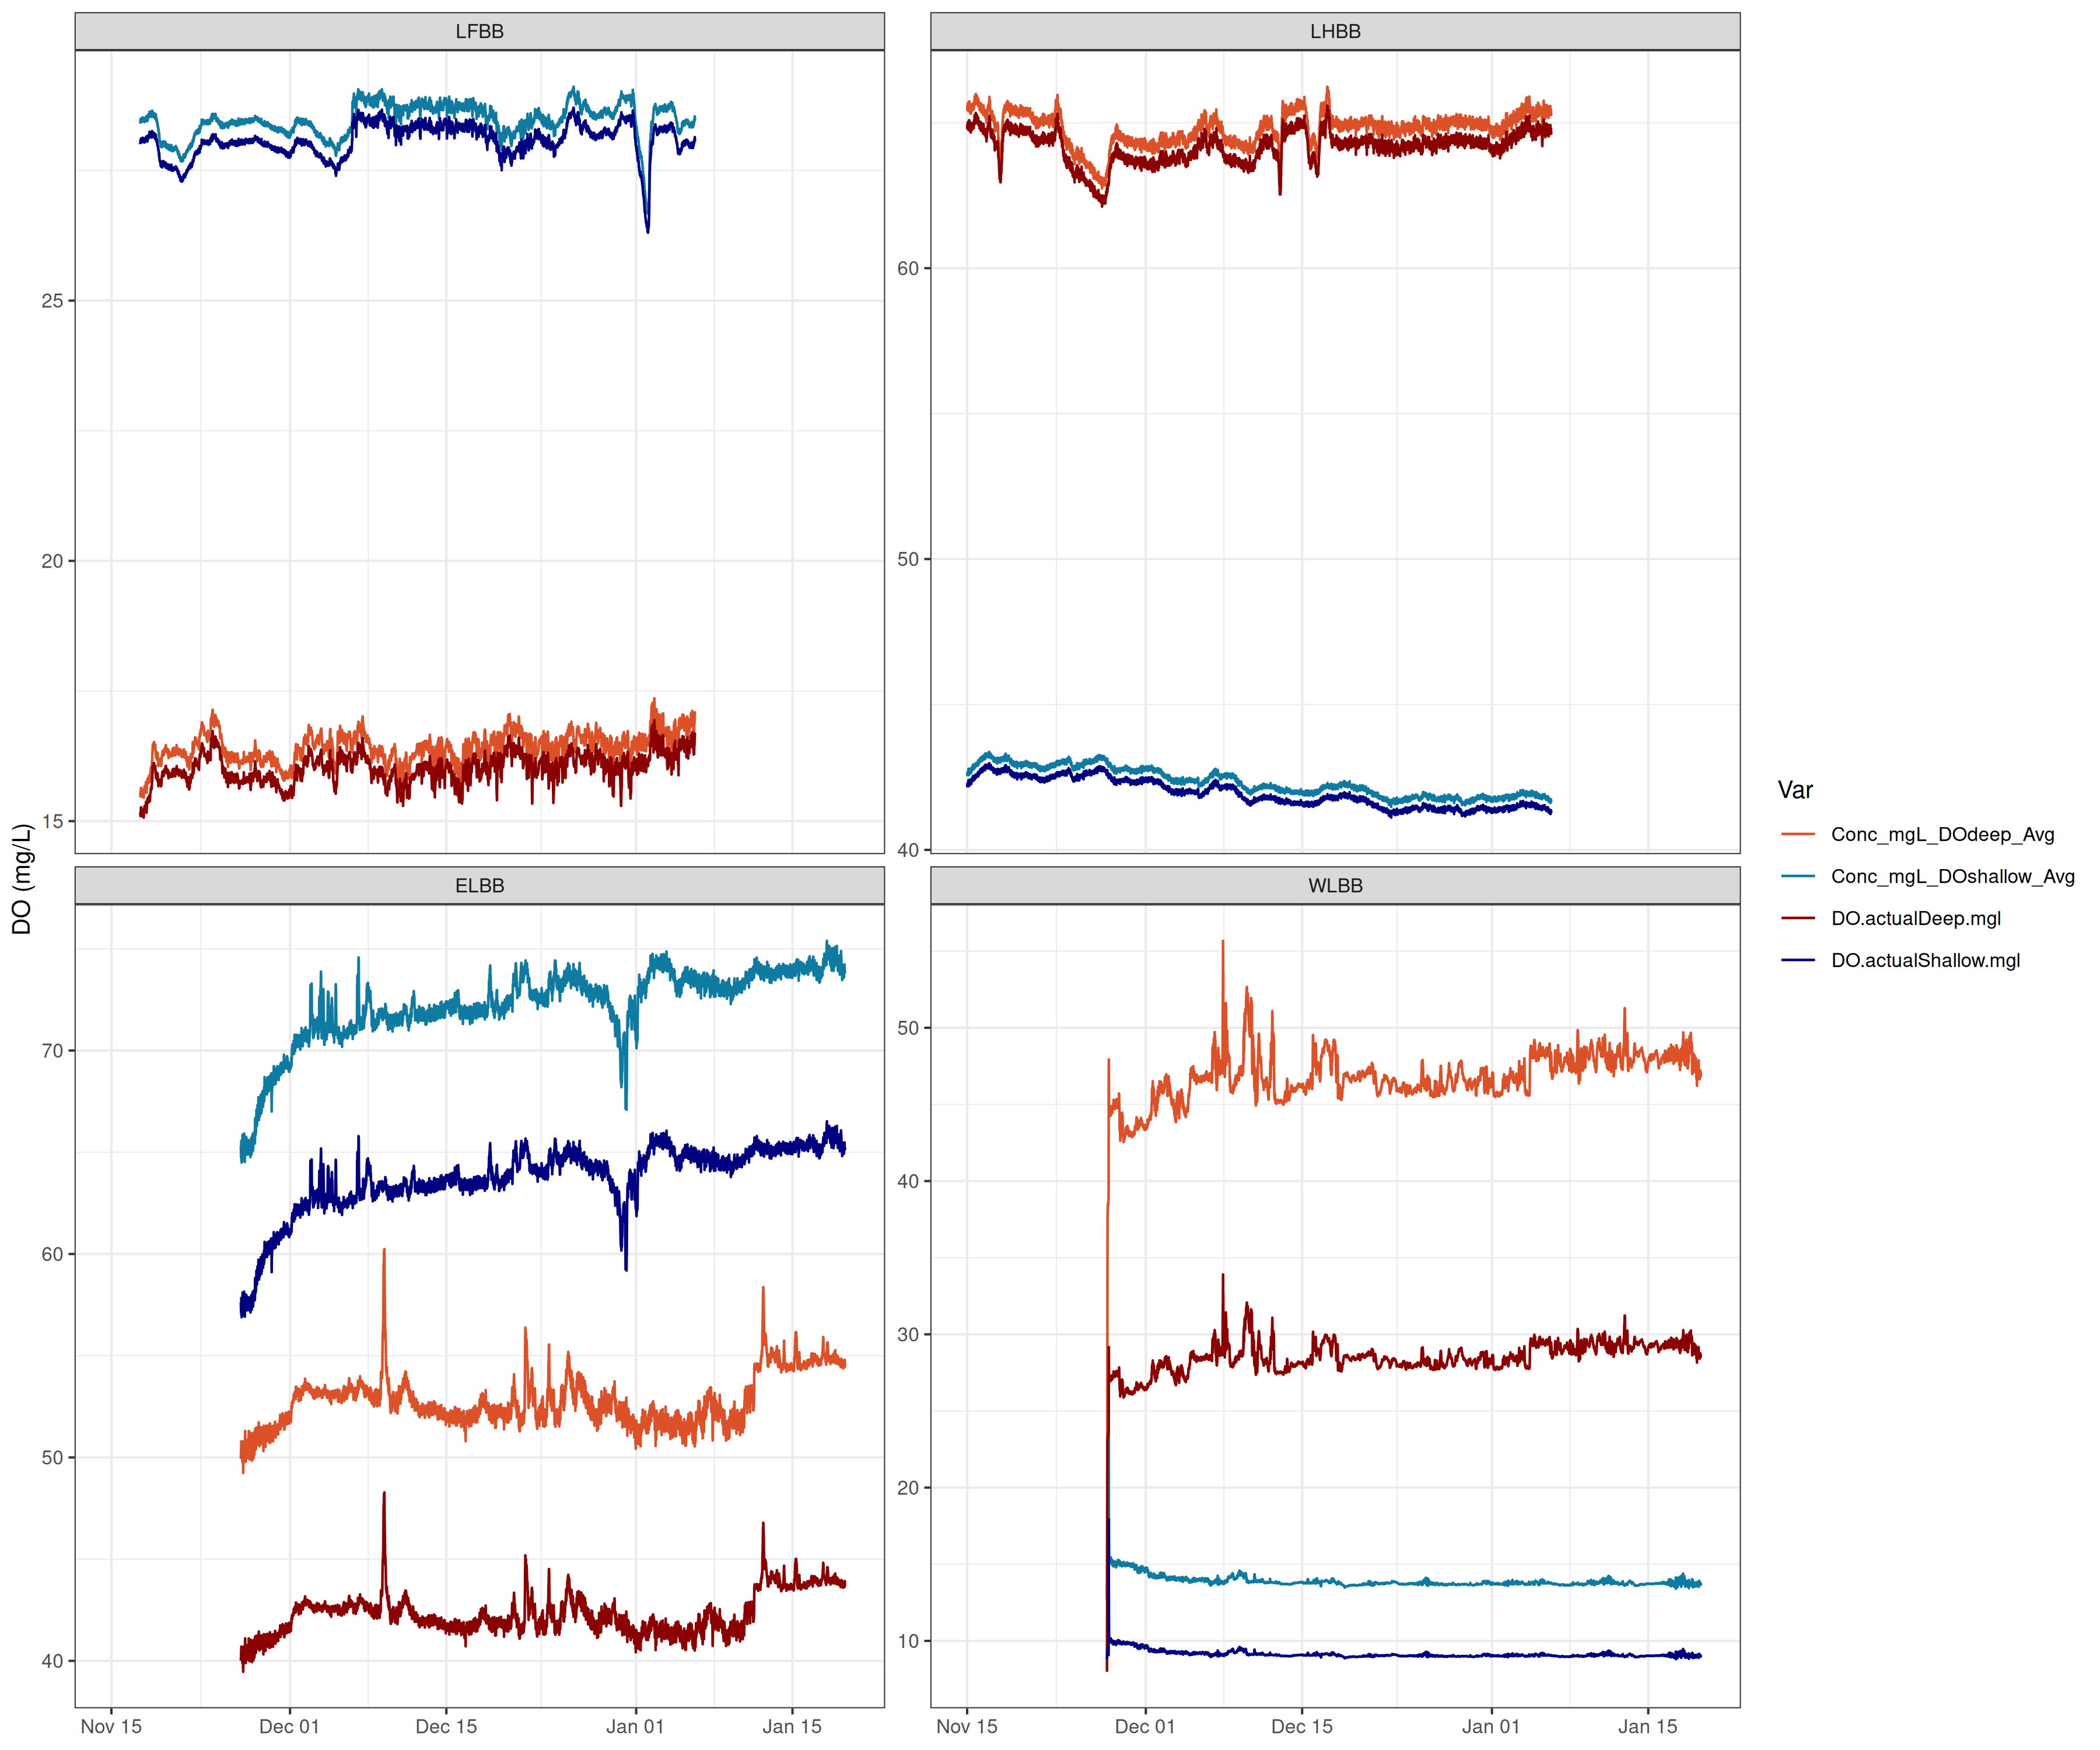 LFBB
LHBB
25
20
15
60
50
40
DO (mg/L)
ELBB
WLBB
70
60
50
40
50
40
30
20
10
Nov 15
Dec 01
Dec 15
Jan 01
Jan 15
Nov 15
Dec 01
Dec 15
Jan 01
Jan 15
Var
Conc_mgL_DOdeep_Avg
Conc_mgL_DOshallow_Avg
DO.actualDeep.mgl
DO.actualShallow.mgl